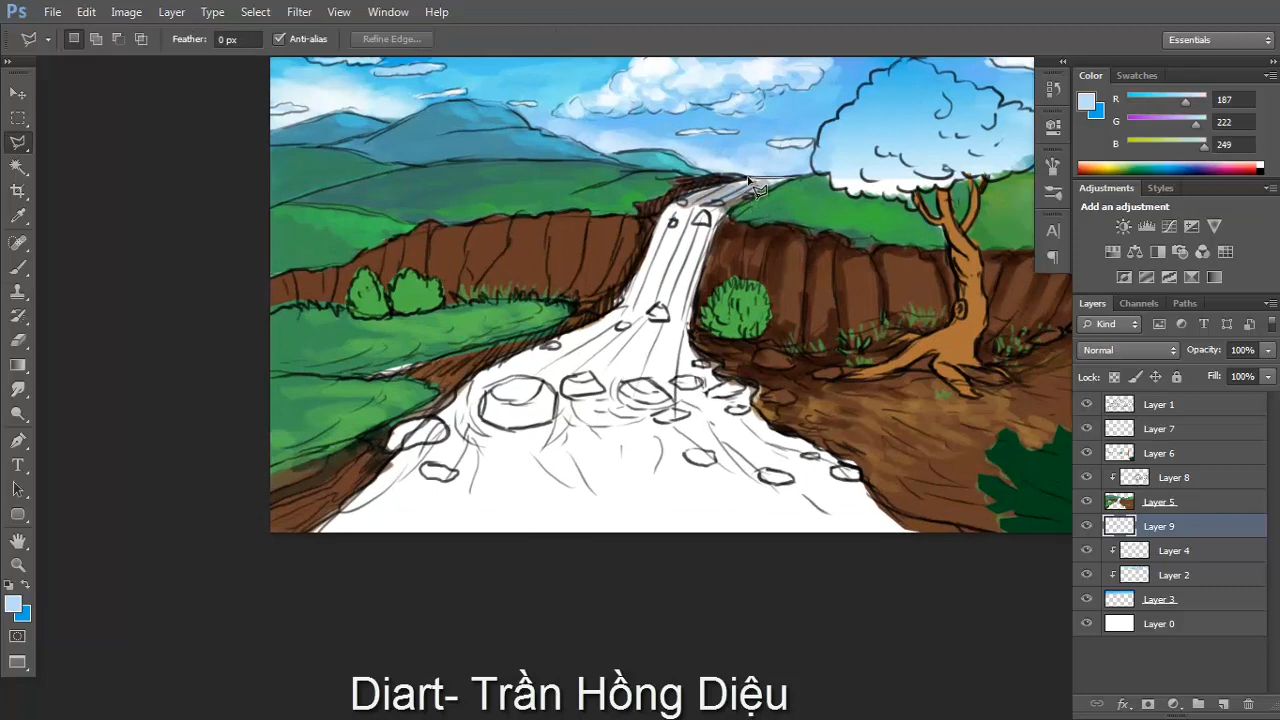 Ps File Edit Image Layer Type Select Filter View Window Help
Feather: 0 px Anti-alias Refine Edge... Essentials
Color Swatches
R 187
G 222
B 249
Adjustments Styles
Add an adjustment
Layers Channels Paths
Kind
Normal Opacity: 100%
Lock: Fill: 100%
Layer 1
Layer 7
Layer 6
Layer 8
Layer 5
Layer 9
Layer 4
Layer 2
Layer 3
Layer 0
Diart- Trần Hồng Diệu